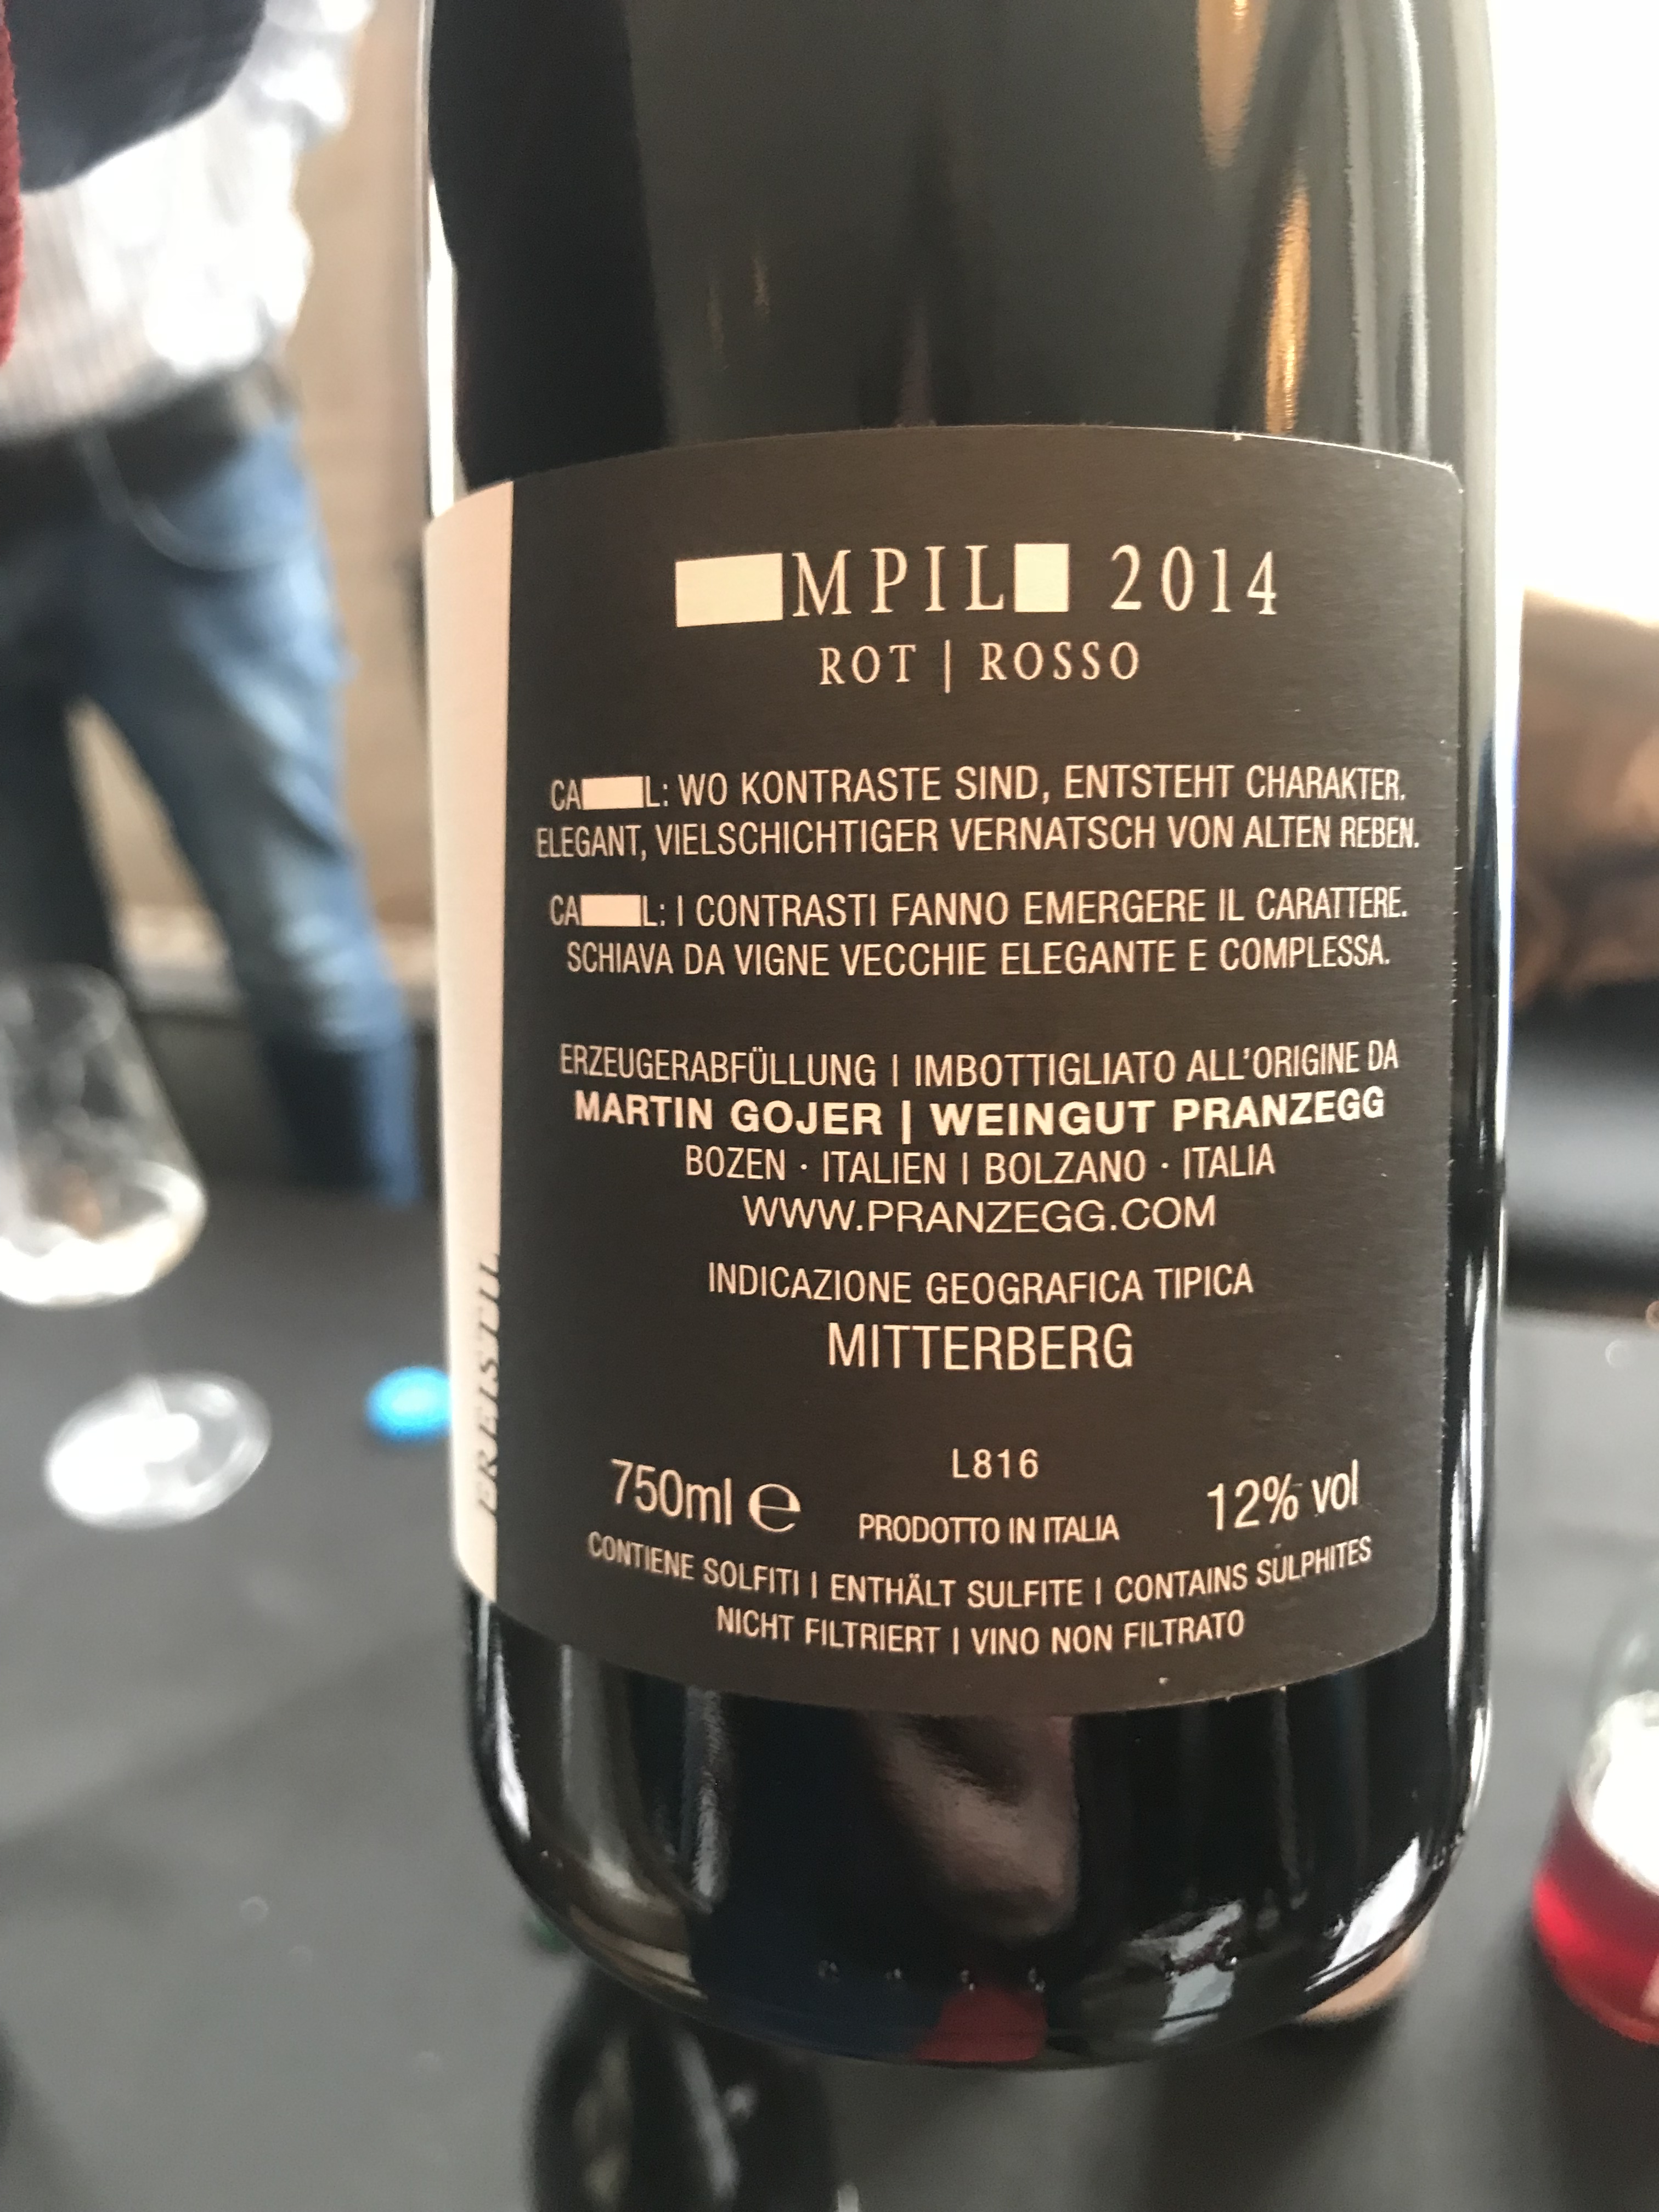 MPIL 2014
ROT | ROSSO
CA L: WO KONTRASTE SIND, ENTSTEHT CHARAKTER.
ELEGANT, VIELSCHICHTIGER VERNATSCH VON ALTEN REBEN.
CA L: I CONTRASTI FANNO EMERGERE IL CARATTERE.
SCHIAVA DA VIGNE VECCHIE ELEGANTE E COMPLESSA.
ERZEUGERABFÜLLUNG | IMBOTTIGLIATO ALL'ORIGINE DA
MARTIN GOJER | WEINGUT PRANZEGG
BOZEN · ITALIEN | BOLZANO · ITALIA
WWW.PRANZEGG.COM
INDICAZIONE GEOGRAFICA TIPICA
MITTERBERG
L816
750ml ℮ PRODOTTO IN ITALIA 12% vol
CONTIENE SOLFITI | ENTHÄLT SULFITE | CONTAINS SULPHITES
NICHT FILTRIERT | VINO NON FILTRATO